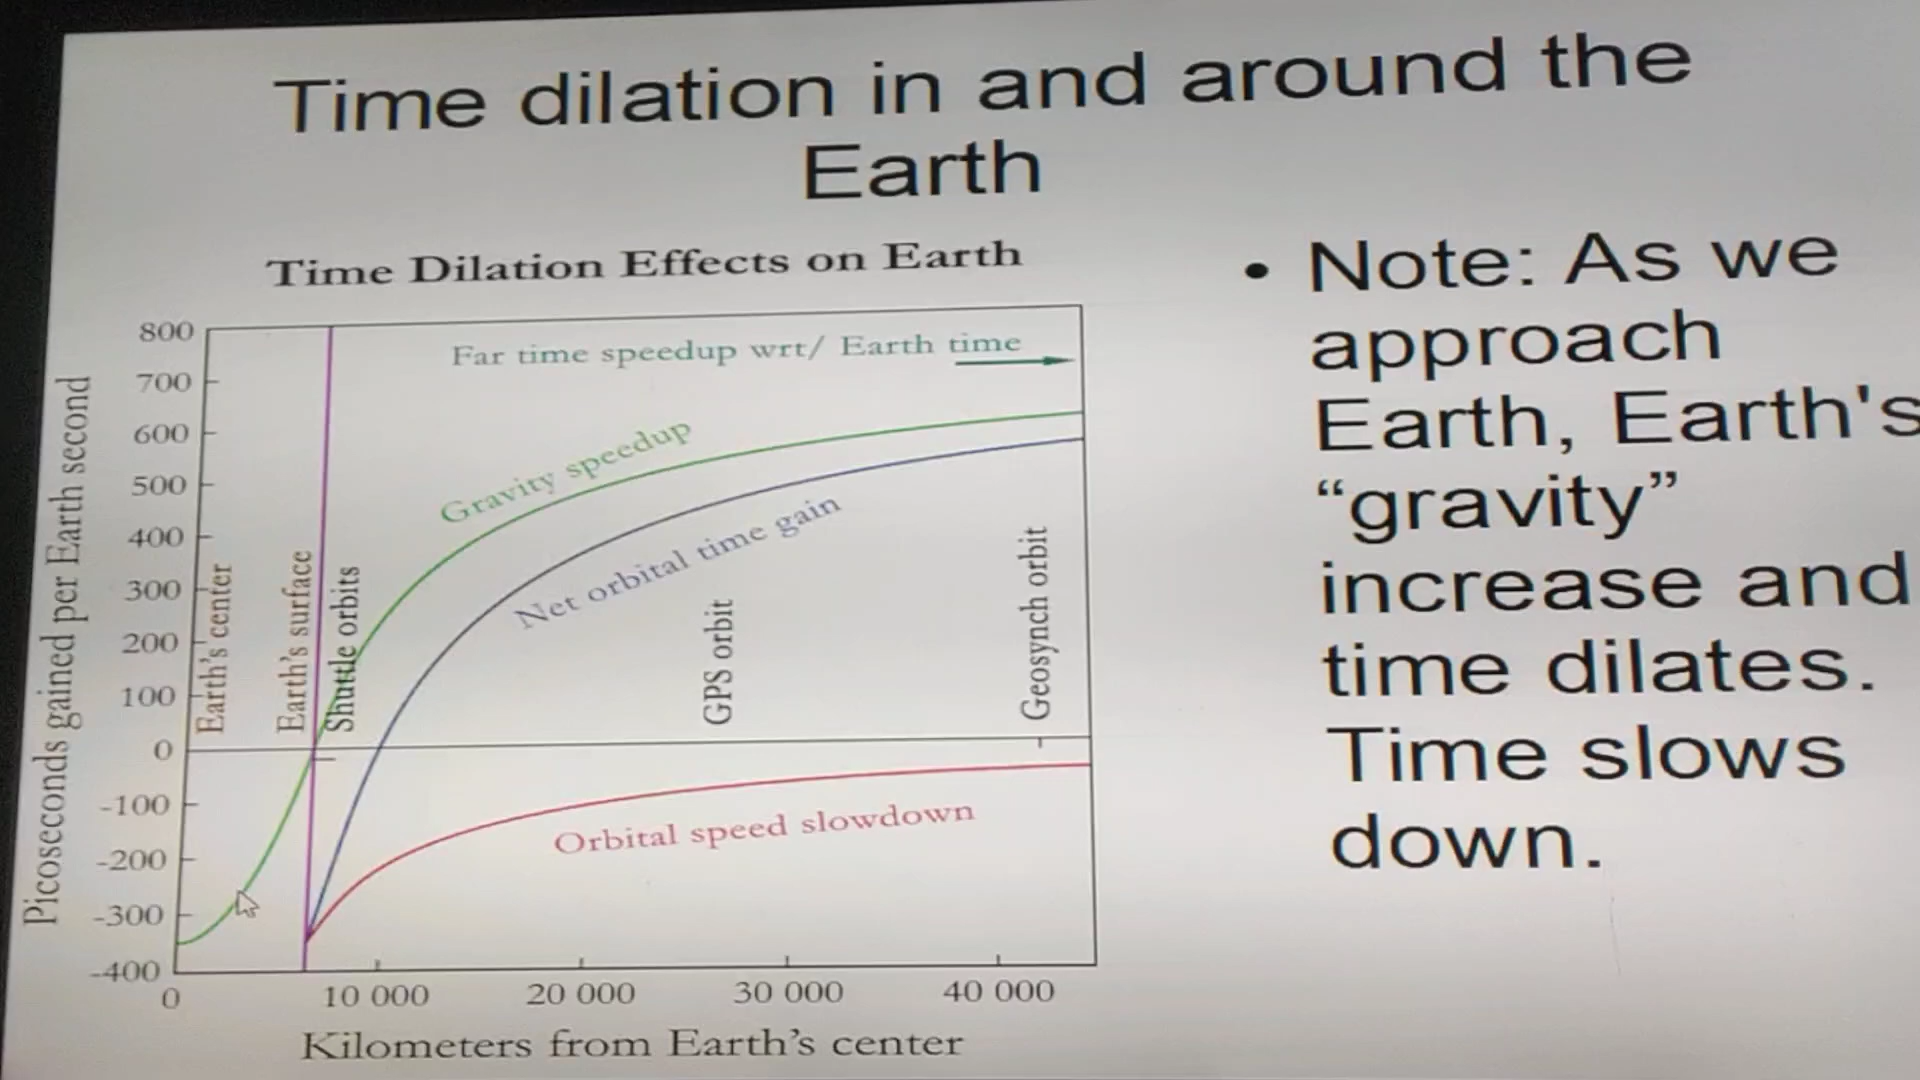 Time dilation in and around the
Earth
Time Dilation Effects on Earth
Picoseconds gained per Earth second
800
700
600
500
400
300
200
100
0
-100
-200
-300
-400
Far time speedup wrt/ Earth time
Gravity speedup
Net orbital time gain
Orbital speed slowdown
Earth's center
Earth's surface
Shuttle orbits
GPS orbit
Geosynch orbit
0
10 000
20 000
30 000
40 000
Kilometers from Earth's center
• Note: As we
approach
Earth, Earth's
“gravity”
increase and
time dilates.
Time slows
down.